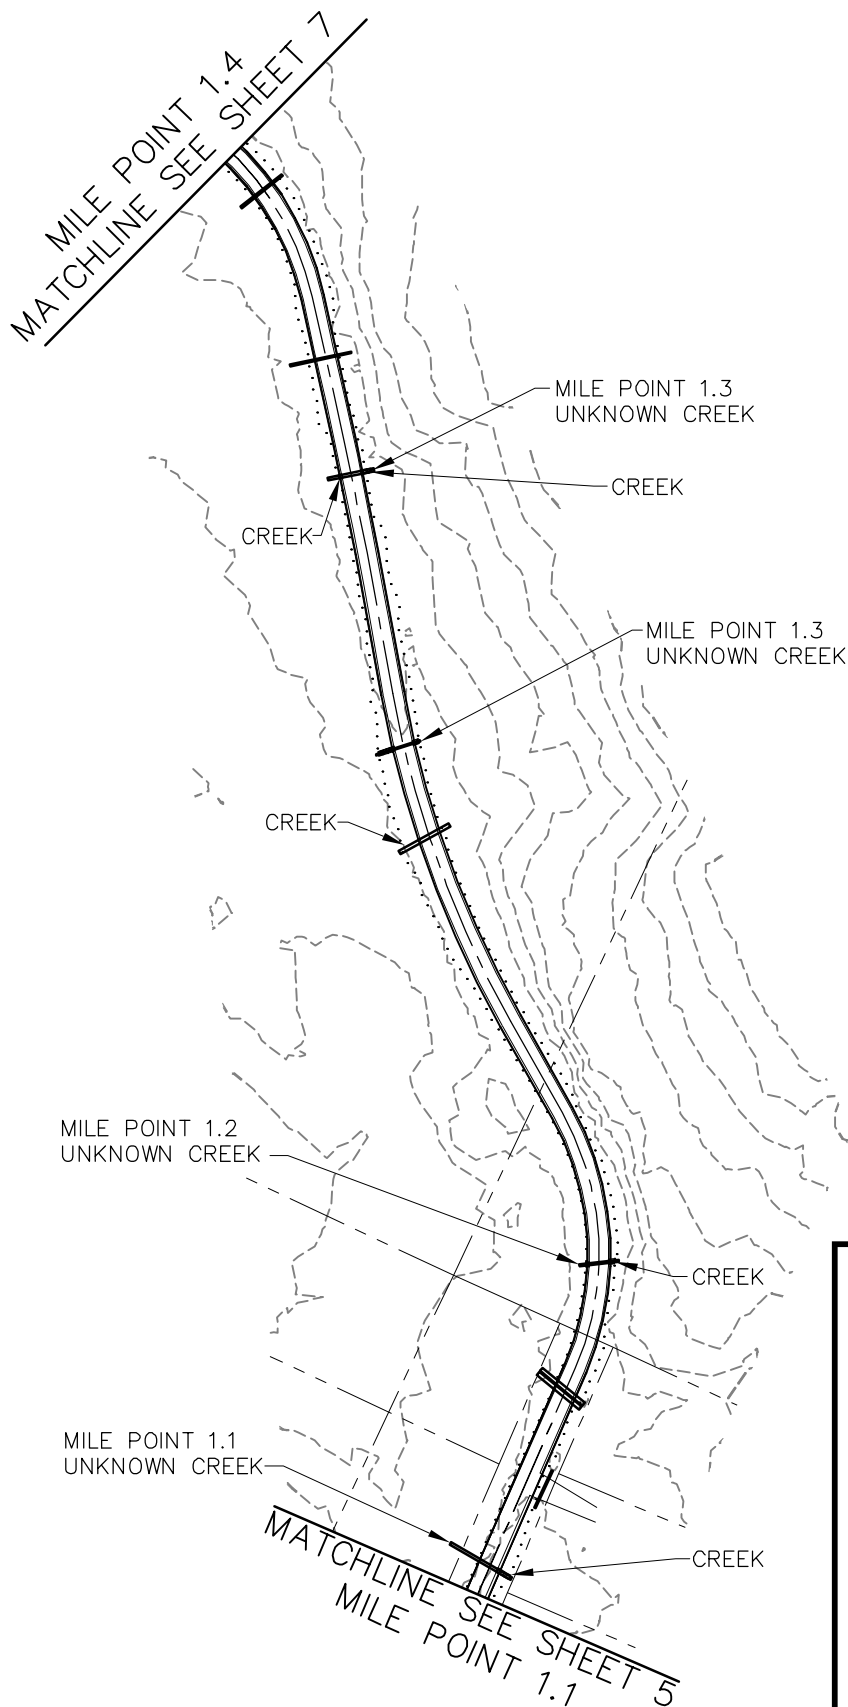 MILE POINT 1.4
MATCHLINE SEE SHEET 7
MILE POINT 1.3
UNKNOWN CREEK
CREEK
CREEK
MILE POINT 1.3
UNKNOWN CREEK
CREEK
MILE POINT 1.2
UNKNOWN CREEK
CREEK
MILE POINT 1.1
UNKNOWN CREEK
CREEK
MATCHLINE SEE SHEET 5
MILE POINT 1.1